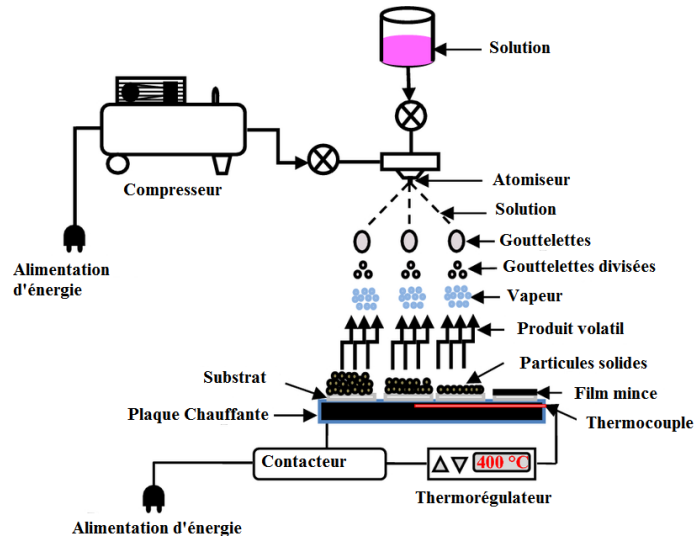 Solution
Compresseur
Atomiseur
Solution
Gouttelettes
Alimentation
d'énergie
Gouttelettes divisées
Vapeur
Produit volatil
Particules solides
Substrat
Film mince
Plaque Chauffante
Thermocouple
Contacteur
400 °C
Thermorégulateur
Alimentation d'énergie